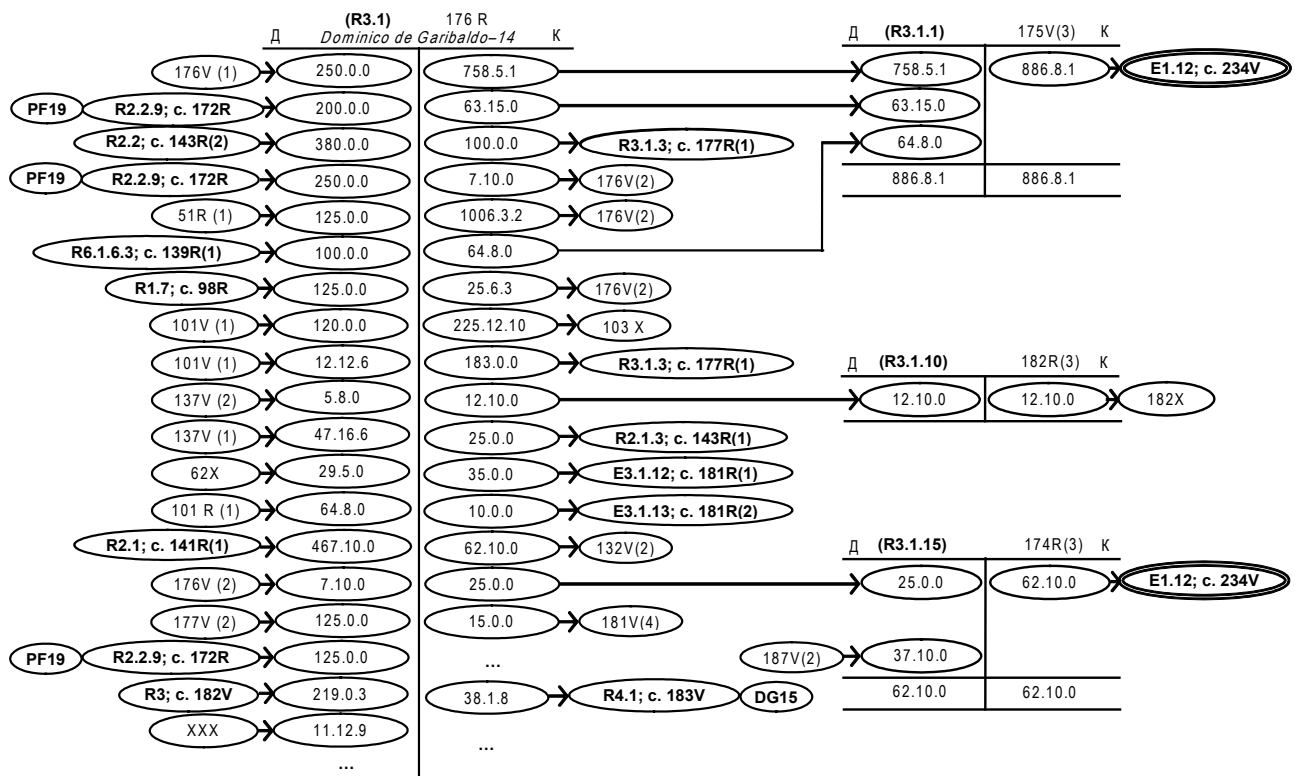 (R3.1) 176 R
Д Dominico de Garibaldo–14 К
176V (1) 250.0.0 758.5.1
PF19 R2.2.9; c. 172R 200.0.0 63.15.0
R2.2; c. 143R(2) 380.0.0 100.0.0 R3.1.3; c. 177R(1)
PF19 R2.2.9; c. 172R 250.0.0 7.10.0 176V(2)
51R (1) 125.0.0 1006.3.2 176V(2)
R6.1.6.3; c. 139R(1) 100.0.0 64.8.0
R1.7; c. 98R 125.0.0 25.6.3 176V(2)
101V (1) 120.0.0 225.12.10 103 X
101V (1) 12.12.6 183.0.0 R3.1.3; c. 177R(1)
137V (2) 5.8.0 12.10.0
137V (1) 47.16.6 25.0.0 R2.1.3; c. 143R(1)
62X 29.5.0 35.0.0 E3.1.12; c. 181R(1)
101 R (1) 64.8.0 10.0.0 E3.1.13; c. 181R(2)
R2.1; c. 141R(1) 467.10.0 62.10.0 132V(2)
176V (2) 7.10.0 25.0.0
177V (2) 125.0.0 15.0.0 181V(4)
PF19 R2.2.9; c. 172R 125.0.0 ...
R3; c. 182V 219.0.3 38.1.8 R4.1; c. 183V DG15
XXX 11.12.9 ...
...
Д (R3.1.1) 175V(3) К
758.5.1 886.8.1 E1.12; c. 234V
63.15.0
64.8.0
886.8.1 886.8.1
Д (R3.1.10) 182R(3) К
12.10.0 12.10.0 182X
Д (R3.1.15) 174R(3) К
25.0.0 62.10.0 E1.12; c. 234V
187V(2) 37.10.0
62.10.0 62.10.0